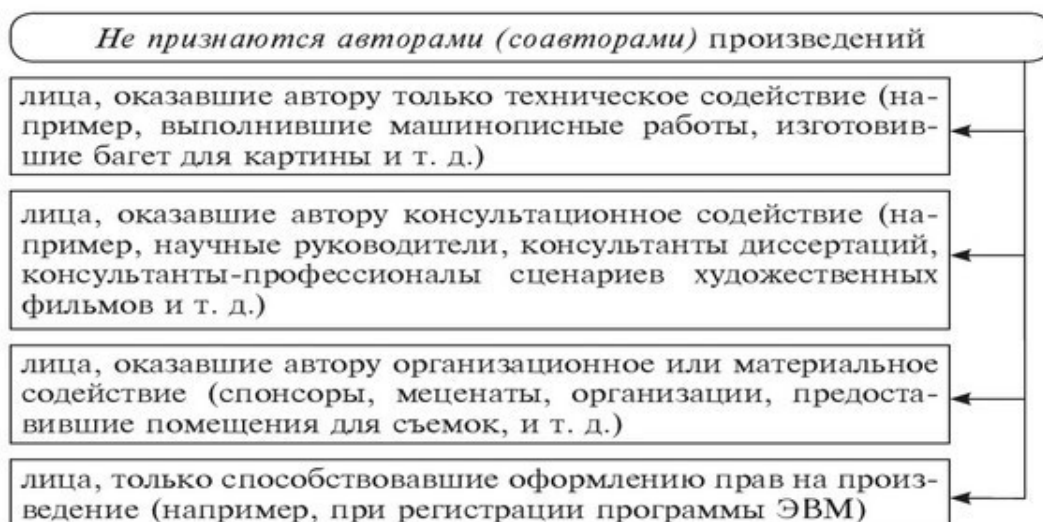 Не признаются авторами (соавторами) произведений
лица, оказавшие автору только техническое содействие (на-
пример, выполнившие машинописные работы, изготовив-
шие багет для картины и т. д.)
лица, оказавшие автору консультационное содействие (на-
пример, научные руководители, консультанты диссертаций,
консультанты-профессионалы сценариев художественных
фильмов и т. д.)
лица, оказавшие автору организационное или материальное
содействие (спонсоры, меценаты, организации, предоста-
вившие помещения для съемок, и т. д.)
лица, только способствовавшие оформлению прав на произ-
ведение (например, при регистрации программы ЭВМ)